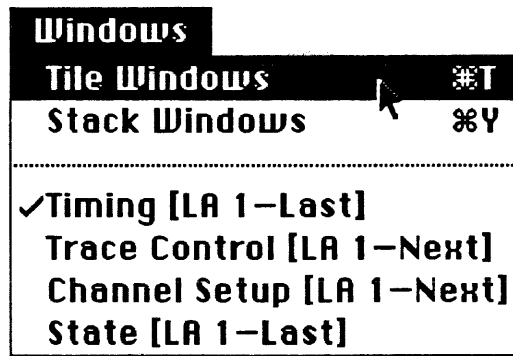 Windows
Tile Windows ⌘T
Stack Windows ⌘Y
✓Timing [LA 1—Last]
Trace Control [LA 1—Next]
Channel Setup [LA 1—Next]
State [LA 1—Last]